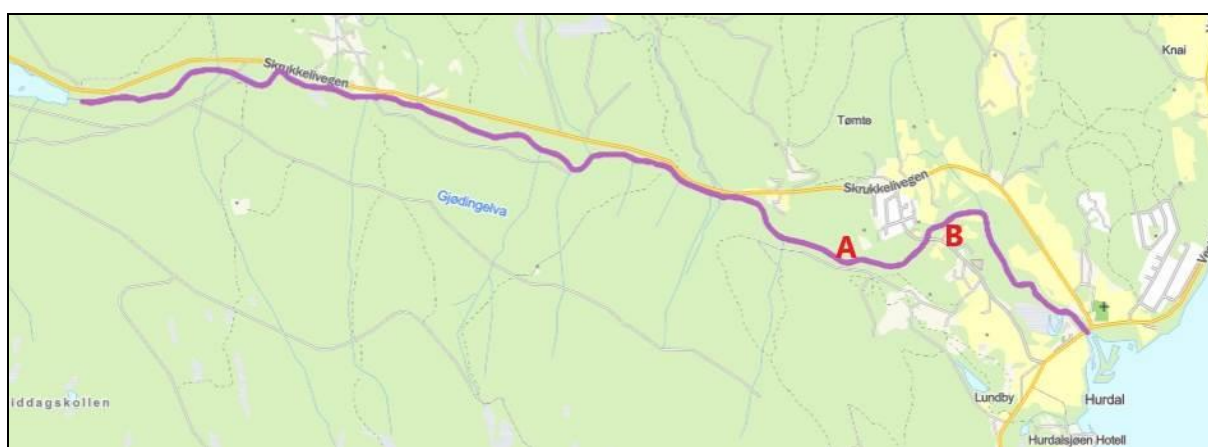 Knai
Skrukkelivegen
Tømte
Skrukkelivegen
Gjødingelva
A
B
Lundby
Hurdal
iddagskollen
Hurdalsjøen Hotell